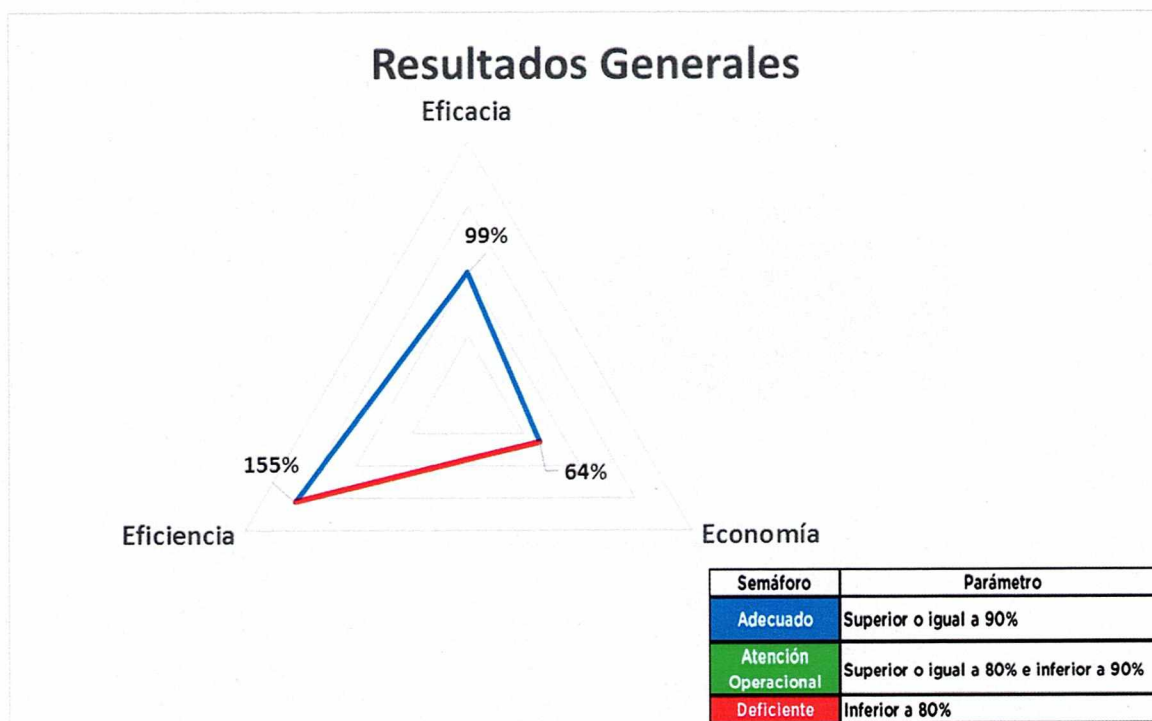 Resultados Generales
Eficacia
99%
155%
64%
Eficiencia
Economía
Semáforo Parámetro
Adecuado Superior o igual a 90%
Atención
Operacional Superior o igual a 80% e inferior a 90%
Deficiente Inferior a 80%